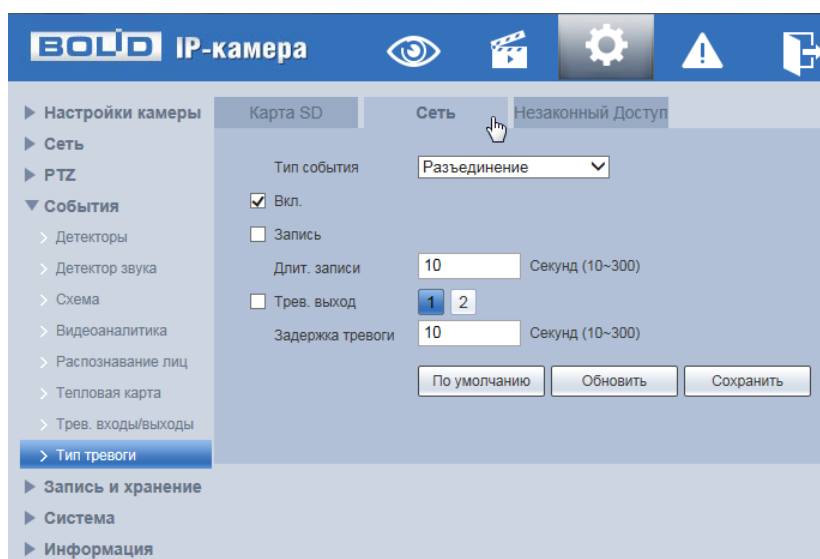 BOLID IP-камера
Настройки камеры
Сеть
PTZ
События
Детекторы
Детектор звука
Схема
Видеоаналитика
Распознавание лиц
Тепловая карта
Трев. входы/выходы
Тип тревоги
Запись и хранение
Система
Информация
Карта SD
Сеть
Незаконный Доступ
Тип события
Разъединение
Вкл.
Запись
Длит. записи 10 Секунд (10~300)
Трев. выход 1 2
Задержка тревоги 10 Секунд (10~300)
По умолчанию
Обновить
Сохранить